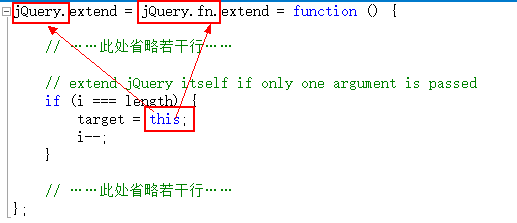 jQuery.extend = jQuery.fn.extend = function () {
// ……此处省略若干行……
// extend jQuery itself if only one argument is passed
if (i === length) {
target = this;
i--;
}
// ……此处省略若干行……
};